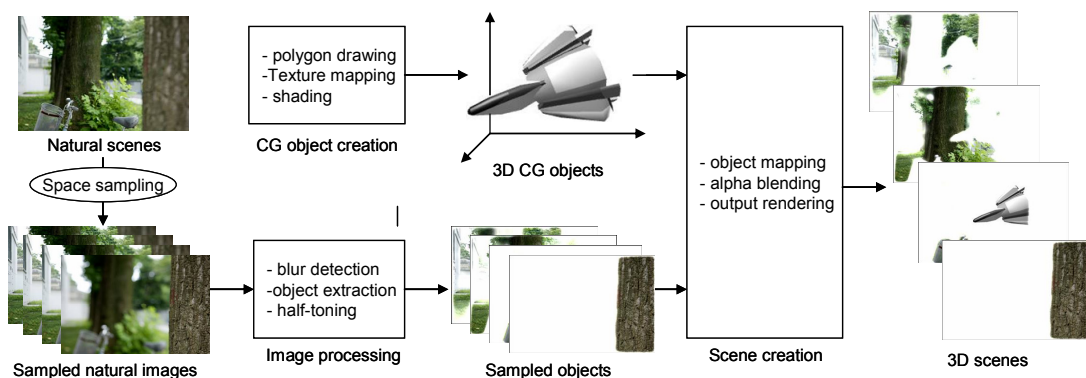 - polygon drawing
-Texture mapping
- shading
Natural scenes
CG object creation
3D CG objects
Space sampling
- object mapping
- alpha blending
- output rendering
- blur detection
-object extraction
- half-toning
Sampled natural images
Image processing
Sampled objects
Scene creation
3D scenes